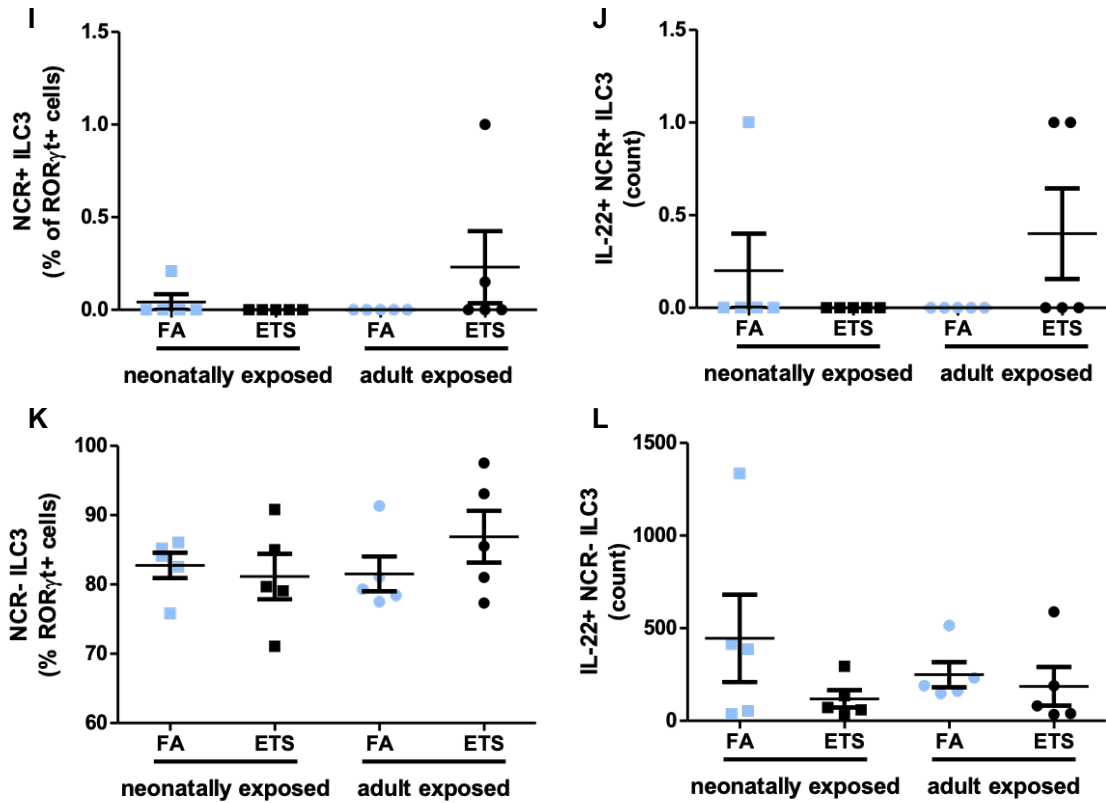 I
NCR+ ILC3
(% of RORγt+ cells)
1.5
1.0
0.5
0.0
FA
ETS
FA
ETS
neonatally exposed
adult exposed
J
IL-22+ NCR+ ILC3
(count)
1.5
1.0
0.5
0.0
FA
ETS
FA
ETS
neonatally exposed
adult exposed
K
NCR- ILC3
(% RORγt+ cells)
100
90
80
70
60
FA
ETS
FA
ETS
neonatally exposed
adult exposed
L
IL-22+ NCR- ILC3
(count)
1500
1000
500
0
FA
ETS
FA
ETS
neonatally exposed
adult exposed